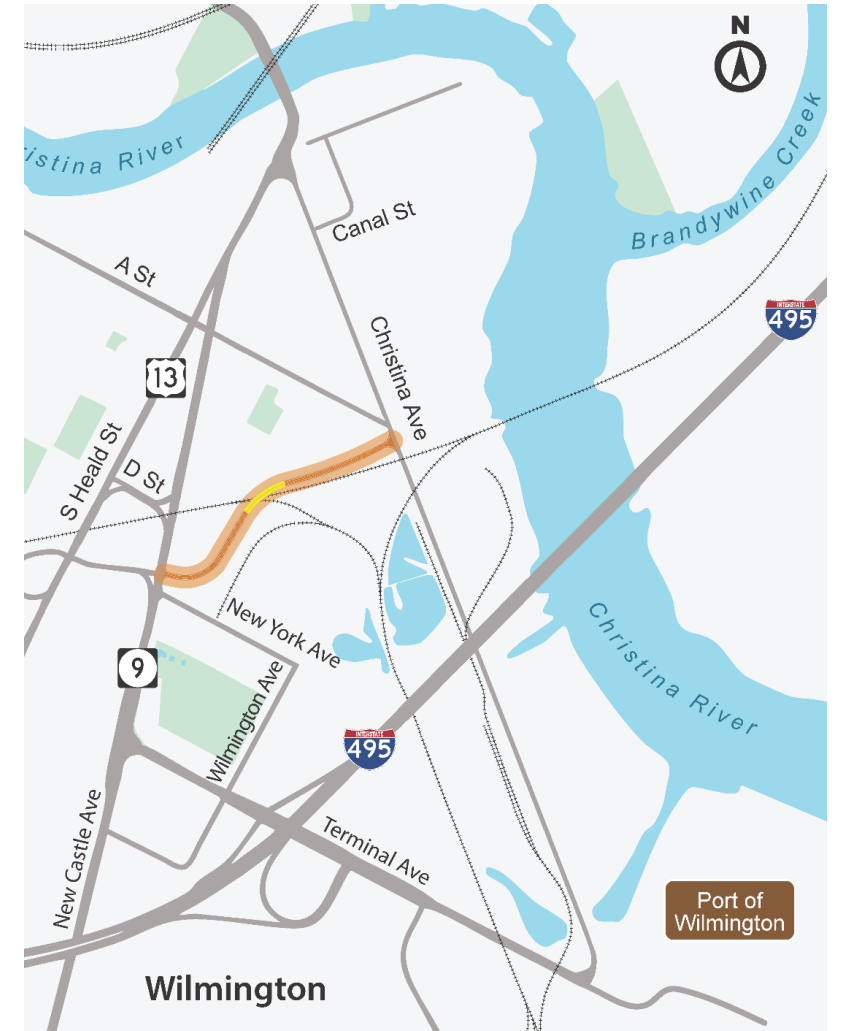 N
ristina River
Canal St
Brandywine Creek
A St
INTERSTATE
495
Christina Ave
13
S Heald St
D St
New York Ave
Christina River
9
Wilmington Ave
INTERSTATE
495
New Castle Ave
Terminal Ave
Port of
Wilmington
Wilmington